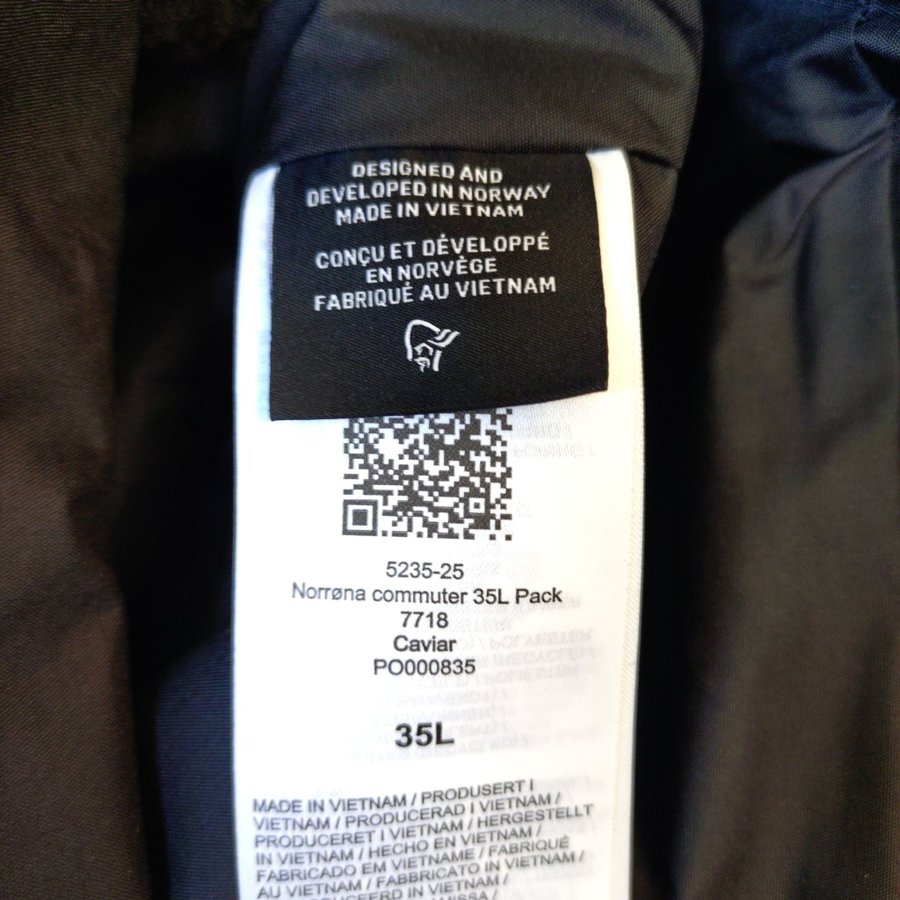 DESIGNED AND
DEVELOPED IN NORWAY
MADE IN VIETNAM
CONÇU ET DÉVELOPPÉ
EN NORVÈGE
FABRIQUÉ AU VIETNAM
5235-25
Norrøna commuter 35L Pack
7718
Caviar
PO000835
35L
MADE IN VIETNAM / PRODUSERT I
VIETNAM / PRODUCERAD I VIETNAM /
PRODUCERET I VIETNAM / HERGESTELLT
IN VIETNAM / HECHO EN VIETNAM /
FABRICADO EM VIETNAME / FABRIQUÉ
AU VIETNAM / FABBRICATO IN VIETNAM /
IN VIETNAM /